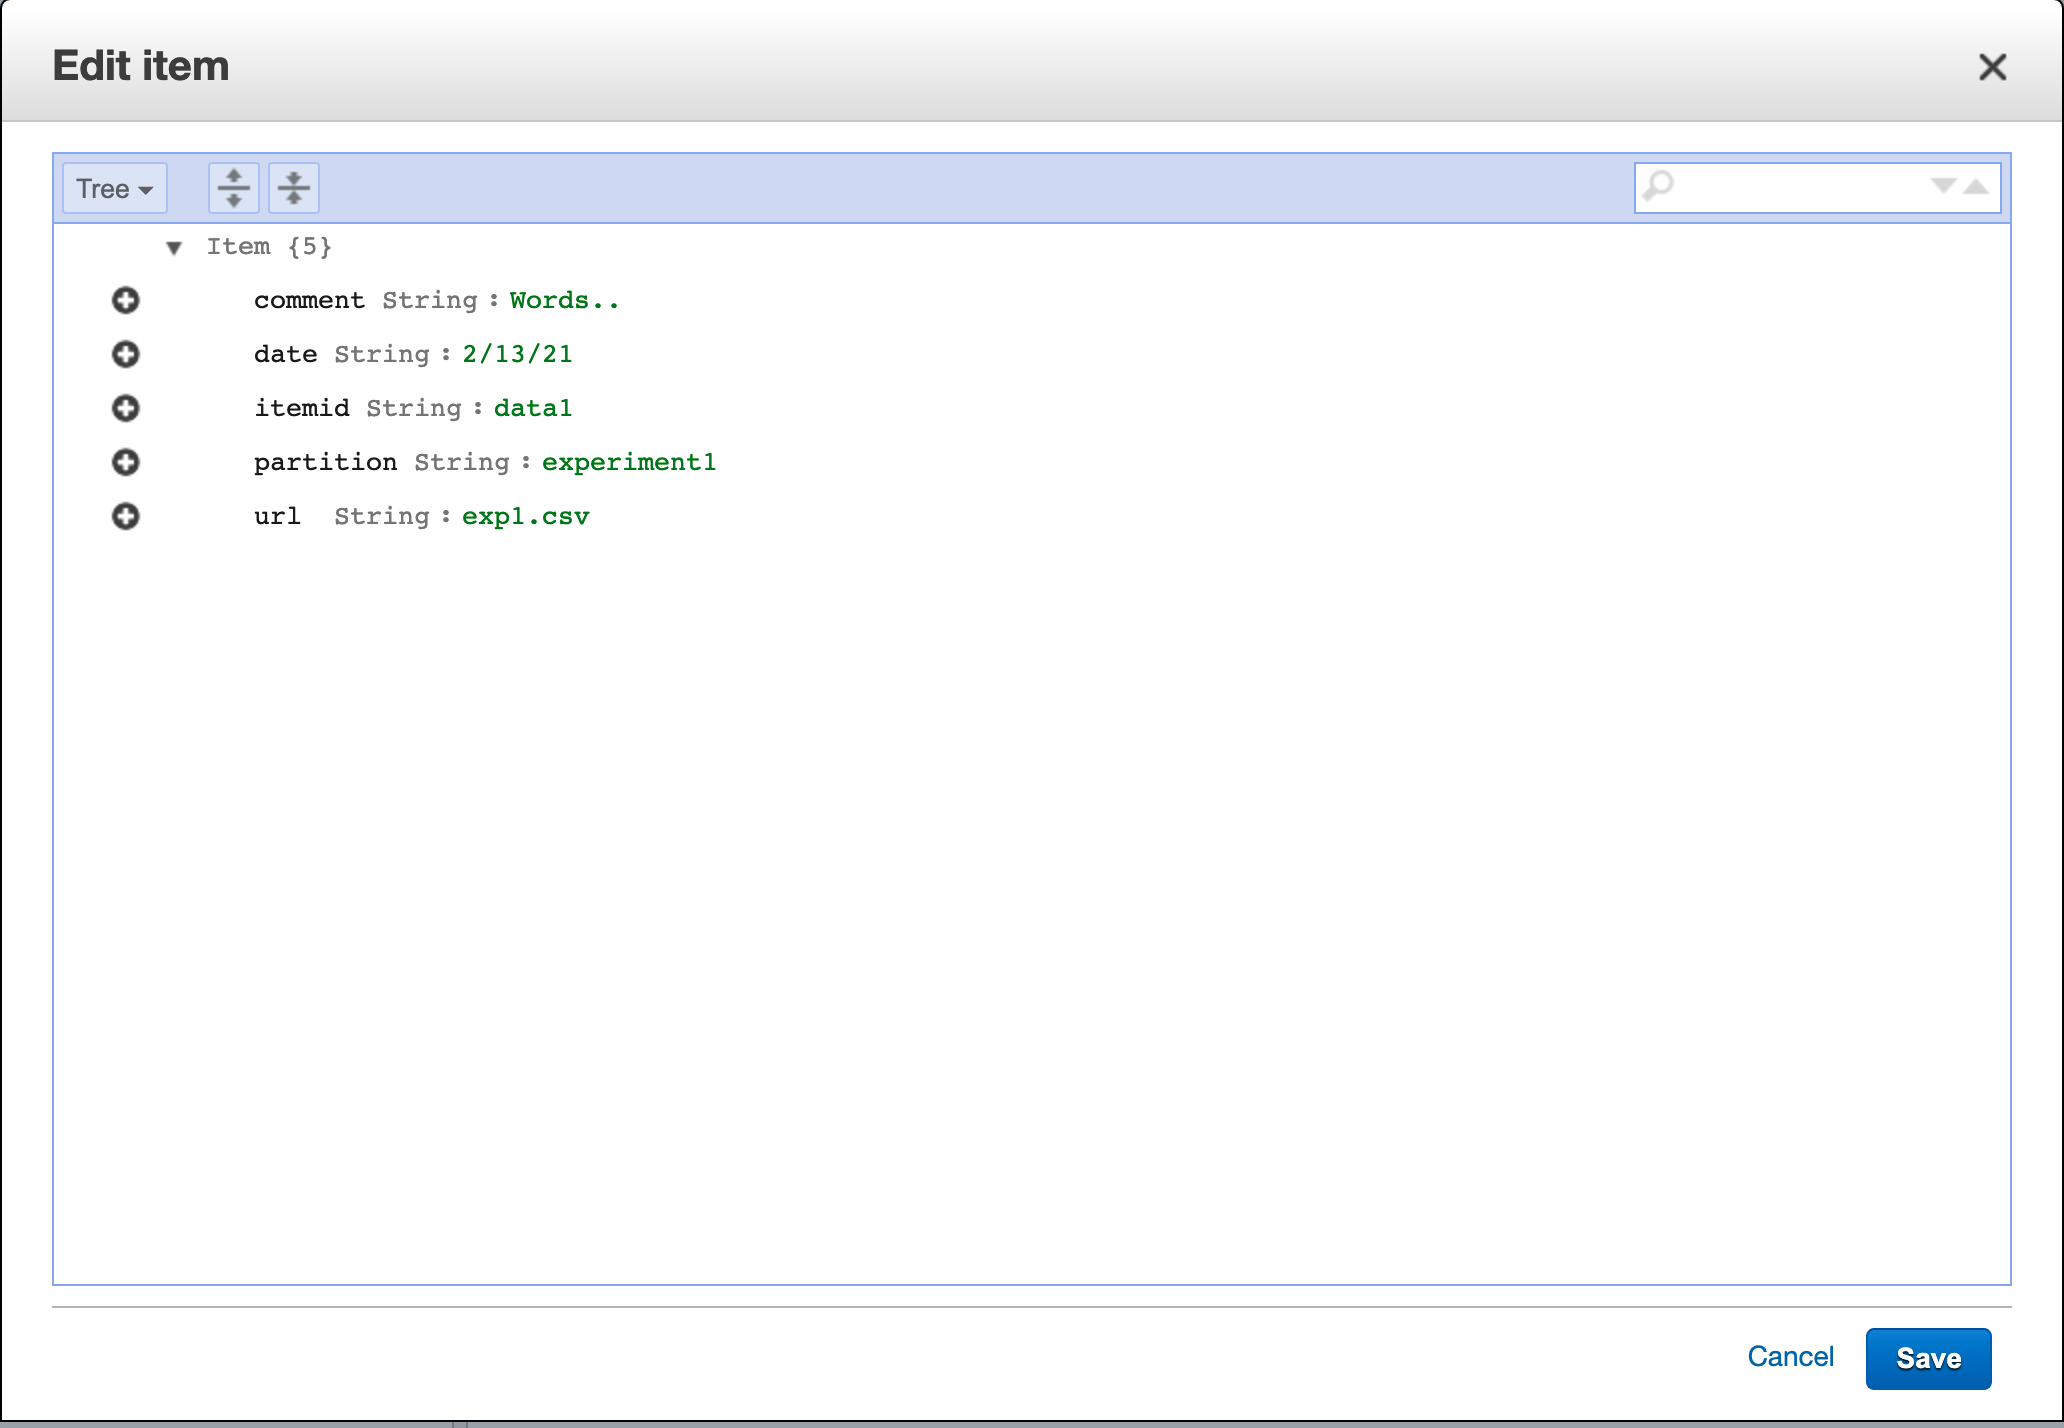 Edit item
Tree
Item {5}
comment String : Words..
date String : 2/13/21
itemid String : data1
partition String : experiment1
url String : exp1.csv
Cancel
Save